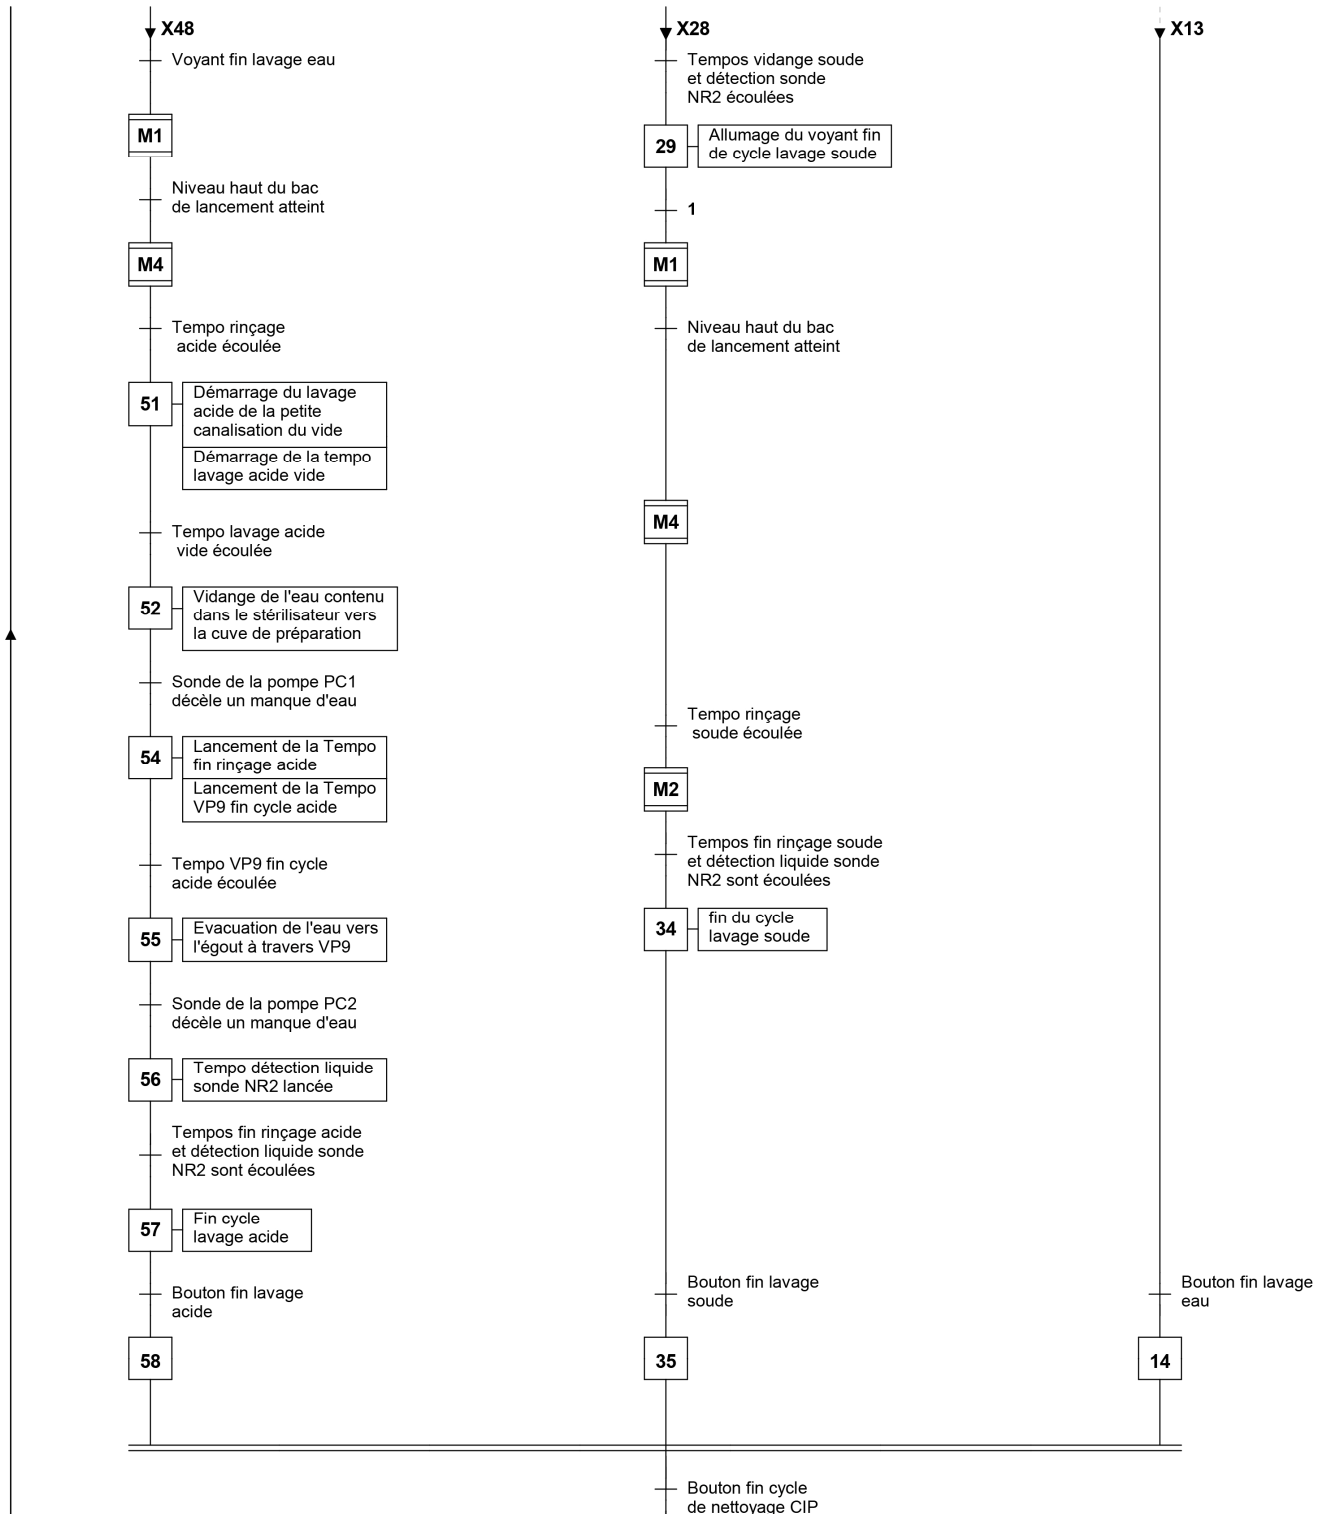 X48
Voyant fin lavage eau
M1
Niveau haut du bac
de lancement atteint
M4
Tempo rinçage
acide écoulée
51
Démarrage du lavage
acide de la petite
canalisation du vide
Démarrage de la tempo
lavage acide vide
Tempo lavage acide
vide écoulée
52
Vidange de l'eau contenu
dans le stérilisateur vers
la cuve de préparation
Sonde de la pompe PC1
décèle un manque d'eau
54
Lancement de la Tempo
fin rinçage acide
Lancement de la Tempo
VP9 fin cycle acide
Tempo VP9 fin cycle
acide écoulée
55
Evacuation de l'eau vers
l'égout à travers VP9
Sonde de la pompe PC2
décèle un manque d'eau
56
Tempo détection liquide
sonde NR2 lancée
Tempos fin rinçage acide
et détection liquide sonde
NR2 sont écoulées
57
Fin cycle
lavage acide
Bouton fin lavage
acide
58
X28
Tempos vidange soude
et détection sonde
NR2 écoulées
29
Allumage du voyant fin
de cycle lavage soude
1
M1
Niveau haut du bac
de lancement atteint
M4
Tempo rinçage
soude écoulée
M2
Tempos fin rinçage soude
et détection liquide sonde
NR2 sont écoulées
34
fin du cycle
lavage soude
Bouton fin lavage
soude
35
X13
Bouton fin lavage
eau
14
Bouton fin cycle
de nettoyage CIP